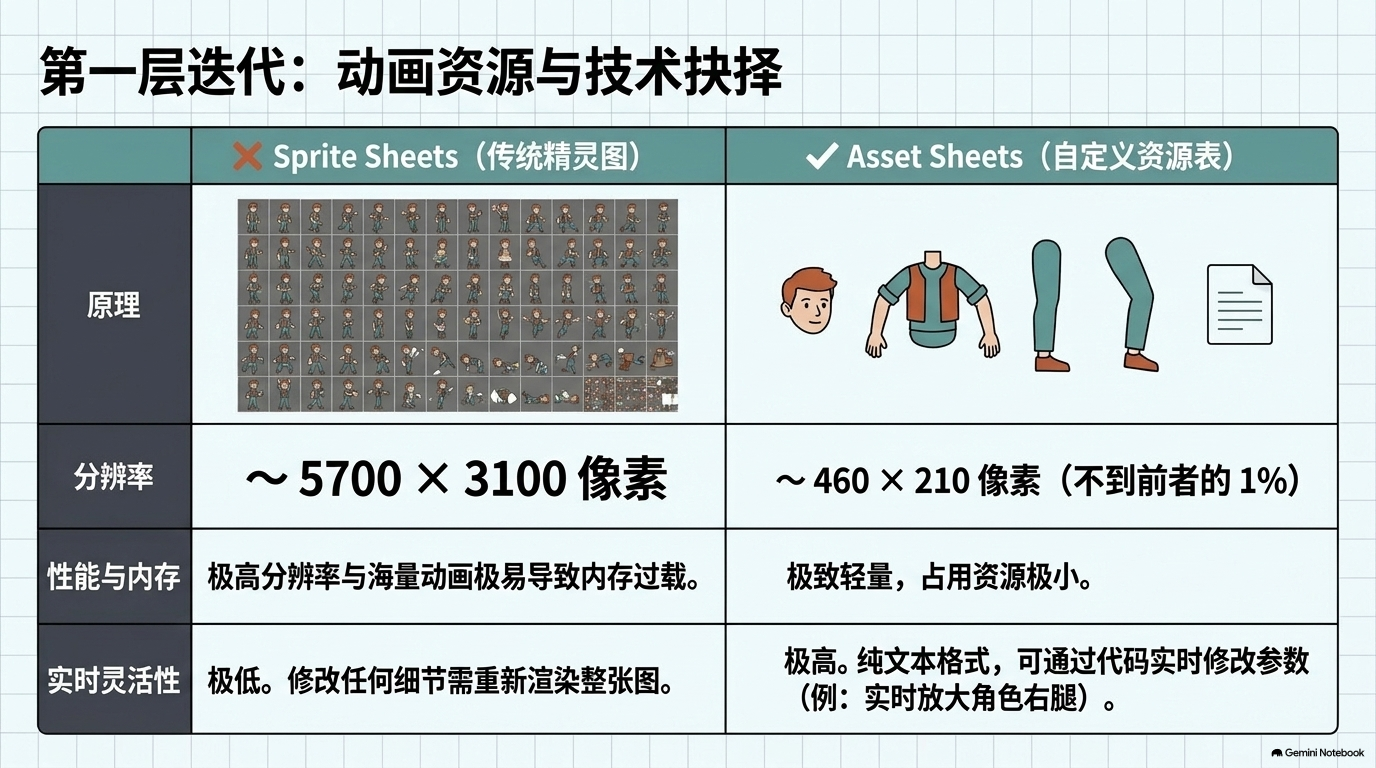 第一层迭代：动画资源与技术抉择
❌ Sprite Sheets（传统精灵图）
✔ Asset Sheets（自定义资源表）
原理
分辨率
～ 5700 × 3100 像素
～ 460 × 210 像素（不到前者的 1%）
性能与内存
极高分辨率与海量动画极易导致内存过载。
极致轻量，占用资源极小。
实时灵活性
极低。修改任何细节需重新渲染整张图。
极高。纯文本格式，可通过代码实时修改参数
（例：实时放大角色右腿）。
Gemini Notebook